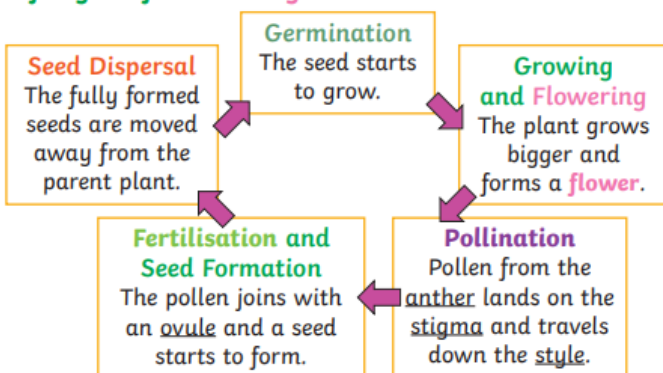 Germination
The seed starts
to grow.
Growing
and Flowering
The plant grows
bigger and
forms a flower.
Pollination
Pollen from the
anther lands on the
stigma and travels
down the style.
Fertilisation and
Seed Formation
The pollen joins with
an ovule and a seed
starts to form.
Seed Dispersal
The fully formed
seeds are moved
away from the
parent plant.